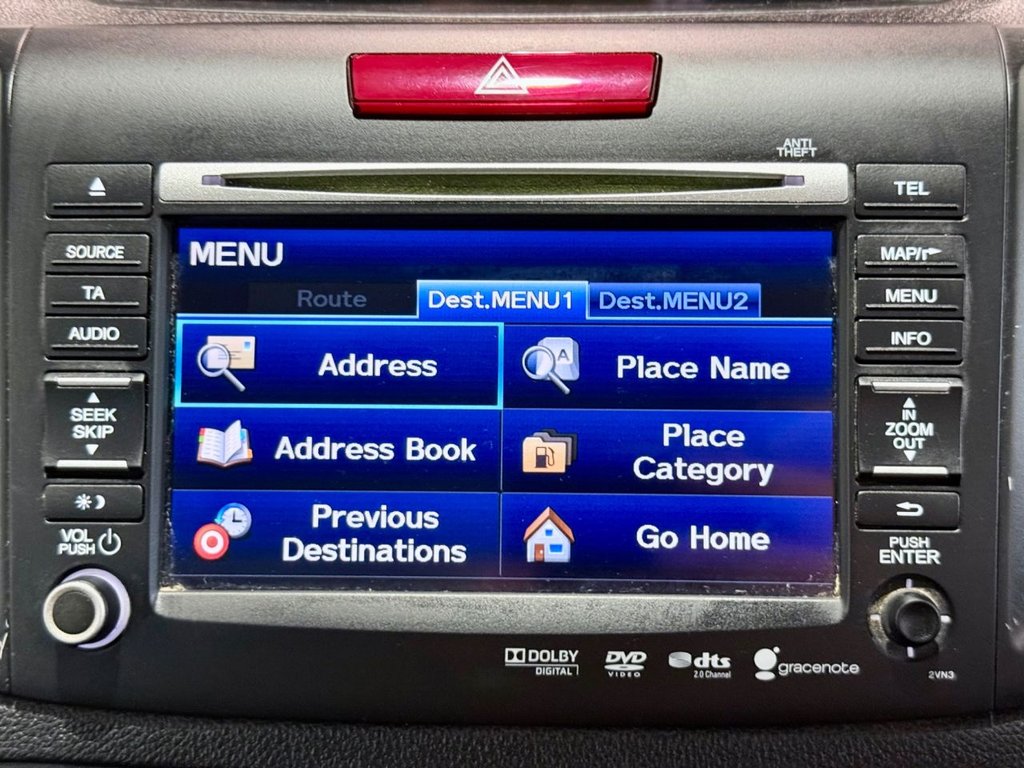 ANTI
THEFT
TEL
SOURCE
TA
AUDIO
SEEK
SKIP
VOL
PUSH
MENU
Route
Dest.MENU1
Dest.MENU2
Address
A
Place Name
Address Book
Place
Category
Previous
Destinations
Go Home
MAP/
MENU
INFO
IN
ZOOM
OUT
PUSH
ENTER
DOLBY
DIGITAL
DVD
VIDEO
dts
2.0 Channel
gracenote
2VN3